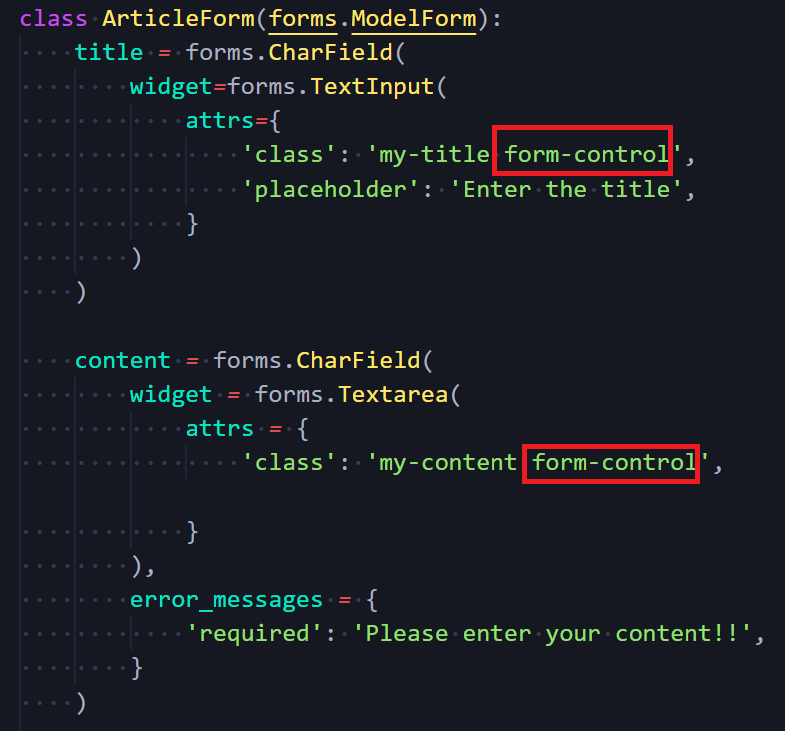 class ArticleForm(forms.ModelForm):
    title = forms.CharField(
        widget=forms.TextInput(
            attrs={
                'class': 'my-title form-control',
                'placeholder': 'Enter the title',
            }
        )
    )

    content = forms.CharField(
        widget = forms.Textarea(
            attrs = {
                'class': 'my-content form-control',

            }
        ),
        error_messages = {
            'required': 'Please enter your content!!',
        }
    )